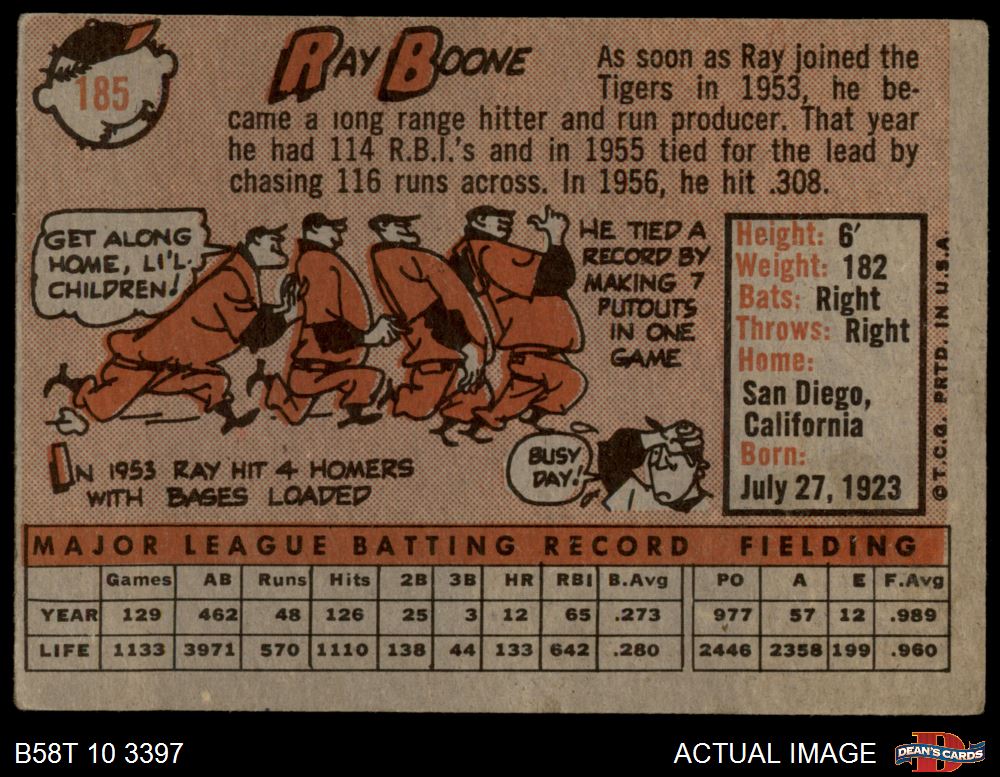 185
RAY BOONE
As soon as Ray joined the
Tigers in 1953, he be-
came a long range hitter and run producer. That year
he had 114 R.B.I.'s and in 1955 tied for the lead by
chasing 116 runs across. In 1956, he hit .308.
GET ALONG
HOME, LI'L
CHILDREN!
HE TIED A
RECORD BY
MAKING 7
PUTOUTS
IN ONE
GAME
IN 1953 RAY HIT 4 HOMERS
WITH BASES LOADED
BUSY
DAY!
Height: 6'
Weight: 182
Bats: Right
Throws: Right
Home:
San Diego,
California
Born:
July 27, 1923
© T.C.G. PRTD. IN U.S.A.
MAJOR LEAGUE BATTING RECORD FIELDING
Games AB Runs Hits 2B 3B HR RBI B.Avg PO A E F.Avg
YEAR 129 462 48 126 25 3 12 65 .273 977 57 12 .989
LIFE 1133 3971 570 1110 138 44 133 642 .280 2446 2358 199 .960
B58T 10 3397
ACTUAL IMAGE
D
DEAN'S CARDS